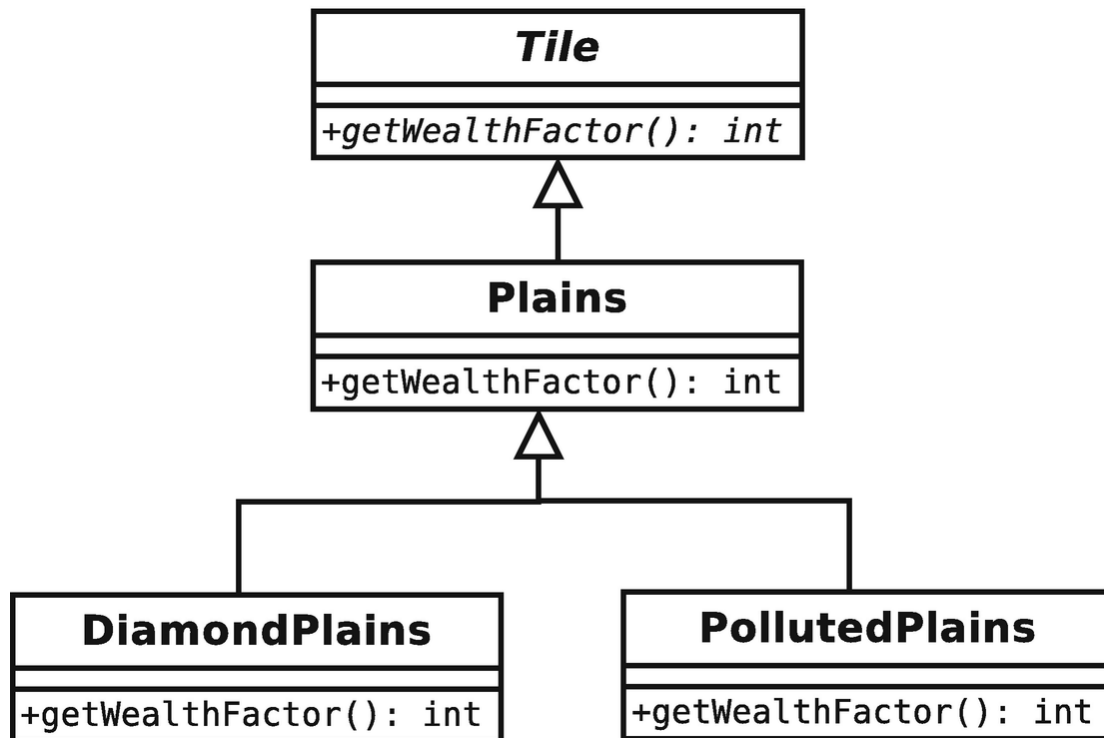 Tile
+getWealthFactor(): int
Plains
+getWealthFactor(): int
DiamondPlains
+getWealthFactor(): int
PollutedPlains
+getWealthFactor(): int